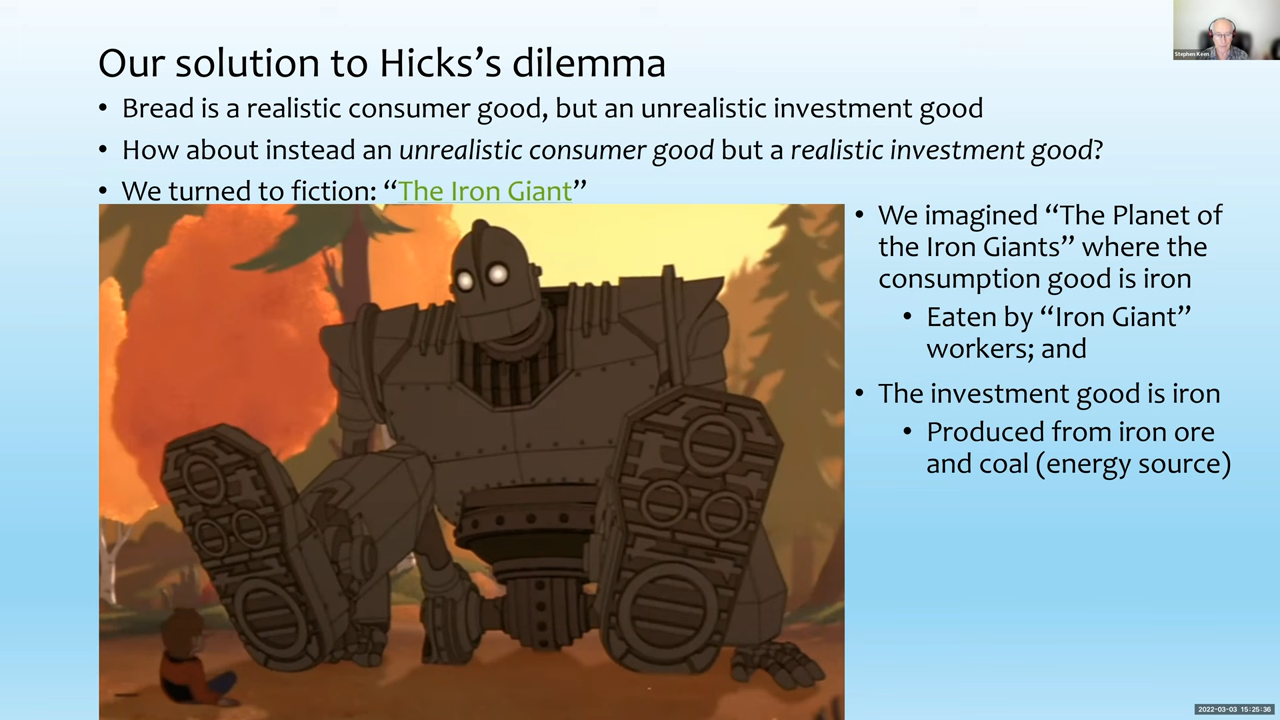 Our solution to Hicks’s dilemma
• Bread is a realistic consumer good, but an unrealistic investment good
• How about instead an unrealistic consumer good but a realistic investment good?
• We turned to fiction: “The Iron Giant”
• We imagined “The Planet of
the Iron Giants” where the
consumption good is iron
• Eaten by “Iron Giant”
workers; and
• The investment good is iron
• Produced from iron ore
and coal (energy source)
Stephen Keen
2022-03-03 15:25:36